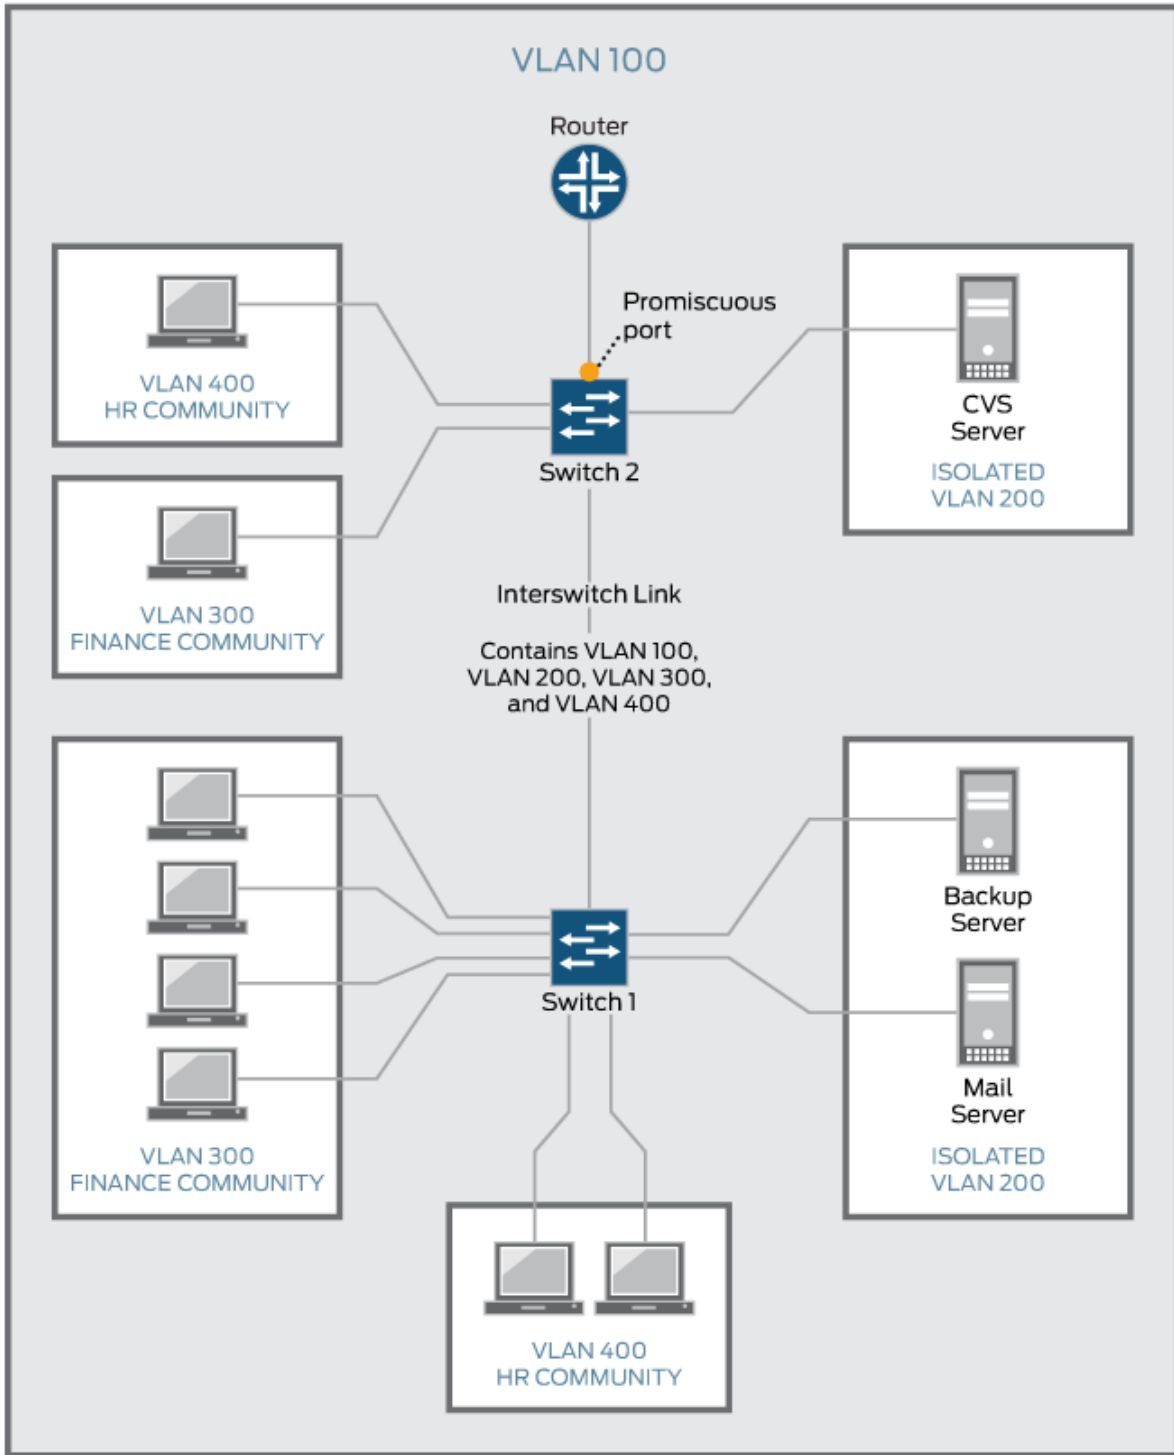 VLAN 100
Router
Promiscuous
port
VLAN 400
HR COMMUNITY
CVS
Server
ISOLATED
VLAN 200
Switch 2
VLAN 300
FINANCE COMMUNITY
Interswitch Link
Contains VLAN 100,
VLAN 200, VLAN 300,
and VLAN 400
Backup
Server
Switch 1
Mail
Server
VLAN 300
FINANCE COMMUNITY
ISOLATED
VLAN 200
VLAN 400
HR COMMUNITY